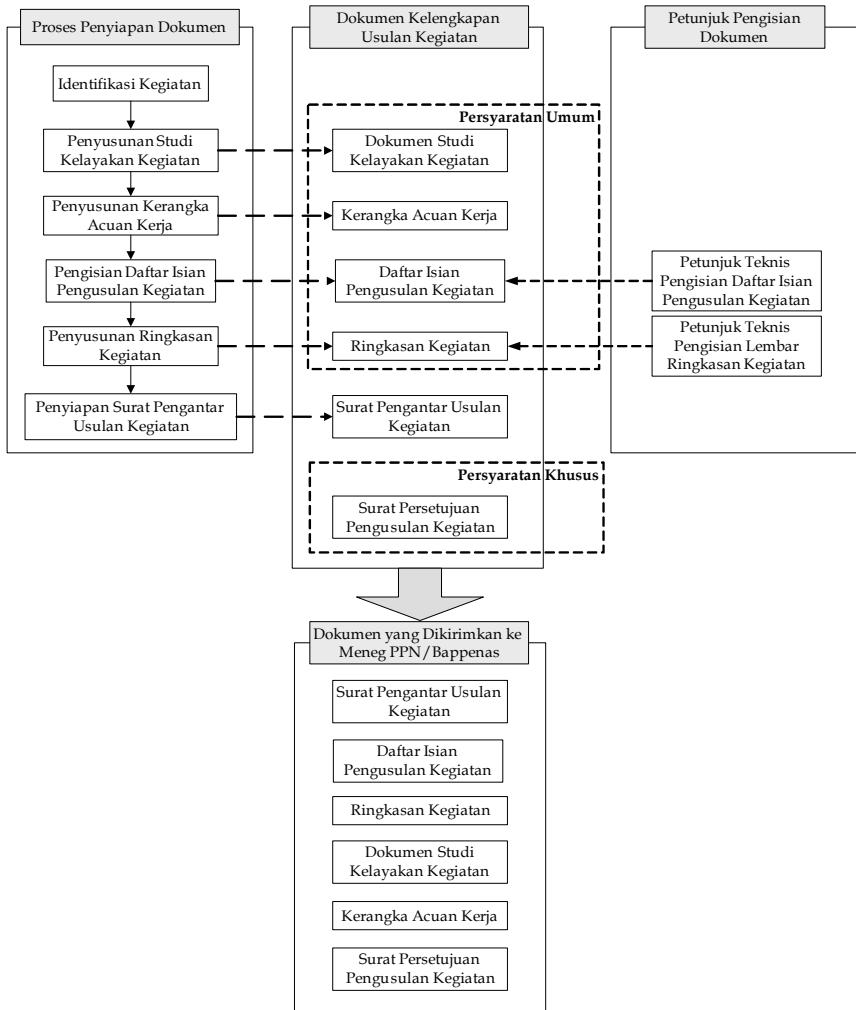 Proses Penyiapan Dokumen
Identifikasi Kegiatan
Penyusunan Studi
Kelayakan Kegiatan
Penyusunan Kerangka
Acuan Kerja
Pengisian Daftar Isian
Pengusulan Kegiatan
Penyusunan Ringkasan
Kegiatan
Penyiapan Surat Pengantar
Usulan Kegiatan
Dokumen Kelengkapan
Usulan Kegiatan
Persyaratan Umum
Dokumen Studi
Kelayakan Kegiatan
Kerangka Acuan Kerja
Daftar Isian
Pengusulan Kegiatan
Ringkasan Kegiatan
Surat Pengantar Usulan
Kegiatan
Persyaratan Khusus
Surat Persetujuan
Pengusulan Kegiatan
Petunjuk Pengisian
Dokumen
Petunjuk Teknis
Pengisian Daftar Isian
Pengusulan Kegiatan
Petunjuk Teknis
Pengisian Lembar
Ringkasan Kegiatan
Dokumen yang Dikirimkan ke
Meneg PPN/Bappenas
Surat Pengantar Usulan
Kegiatan
Daftar Isian
Pengusulan Kegiatan
Ringkasan Kegiatan
Dokumen Studi
Kelayakan Kegiatan
Kerangka Acuan Kerja
Surat Persetujuan
Pengusulan Kegiatan